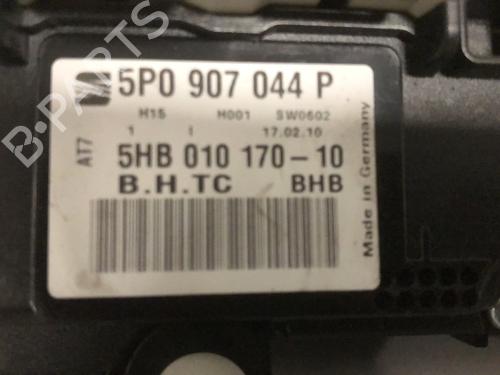 5P0 907 044 P
H15 H001 SW0602
1 I 17.02.10
AT7
5HB 010 170-10
B.H.TC BHB
Made in Germany
B-PARTS